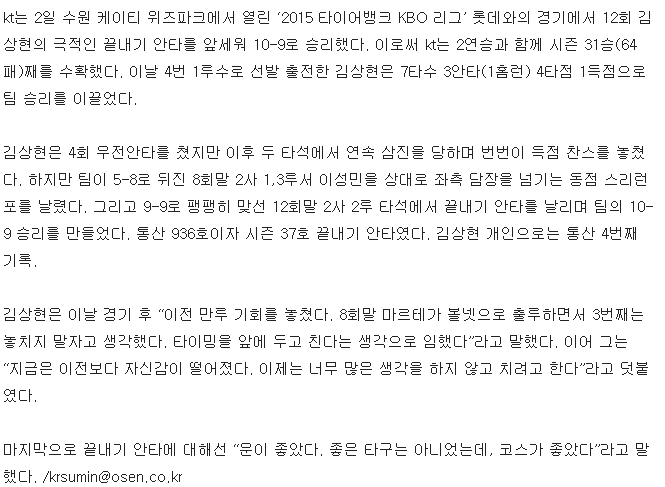 kt는 2일 수원 케이티 위즈파크에서 열린 ‘2015 타이어뱅크 KBO 리그’ 롯데와의 경기에서 12회 김
상현의 극적인 끝내기 안타를 앞세워 10-9로 승리했다. 이로써 kt는 2연승과 함께 시즌 31승(64
패)째를 수확했다. 이날 4번 1루수로 선발 출전한 김상현은 7타수 3안타(1홈런) 4타점 1득점으로
팀 승리를 이끌었다.
김상현은 4회 우전안타를 쳤지만 이후 두 타석에서 연속 삼진을 당하며 번번이 득점 찬스를 놓쳤
다. 하지만 팀이 5-8로 뒤진 8회말 2사 1,3루서 이성민을 상대로 좌측 담장을 넘기는 동점 스리런
포를 날렸다. 그리고 9-9로 팽팽히 맞선 12회말 2사 2루 타석에서 끝내기 안타를 날리며 팀의 10-
9 승리를 만들었다. 통산 936호이자 시즌 37호 끝내기 안타였다. 김상현 개인으로는 통산 4번째
기록.
김상현은 이날 경기 후 “이전 만루 기회를 놓쳤다. 8회말 마르테가 볼넷으로 출루하면서 3번째는
놓치지 말자고 생각했다. 타이밍을 앞에 두고 친다는 생각으로 임했다”라고 말했다. 이어 그는
“지금은 이전보다 자신감이 떨어졌다. 이제는 너무 많은 생각을 하지 않고 치려고 한다”라고 덧붙
였다.
마지막으로 끝내기 안타에 대해선 “운이 좋았다. 좋은 타구는 아니었는데, 코스가 좋았다”라고 말
했다. /krsumin@osen.co.kr